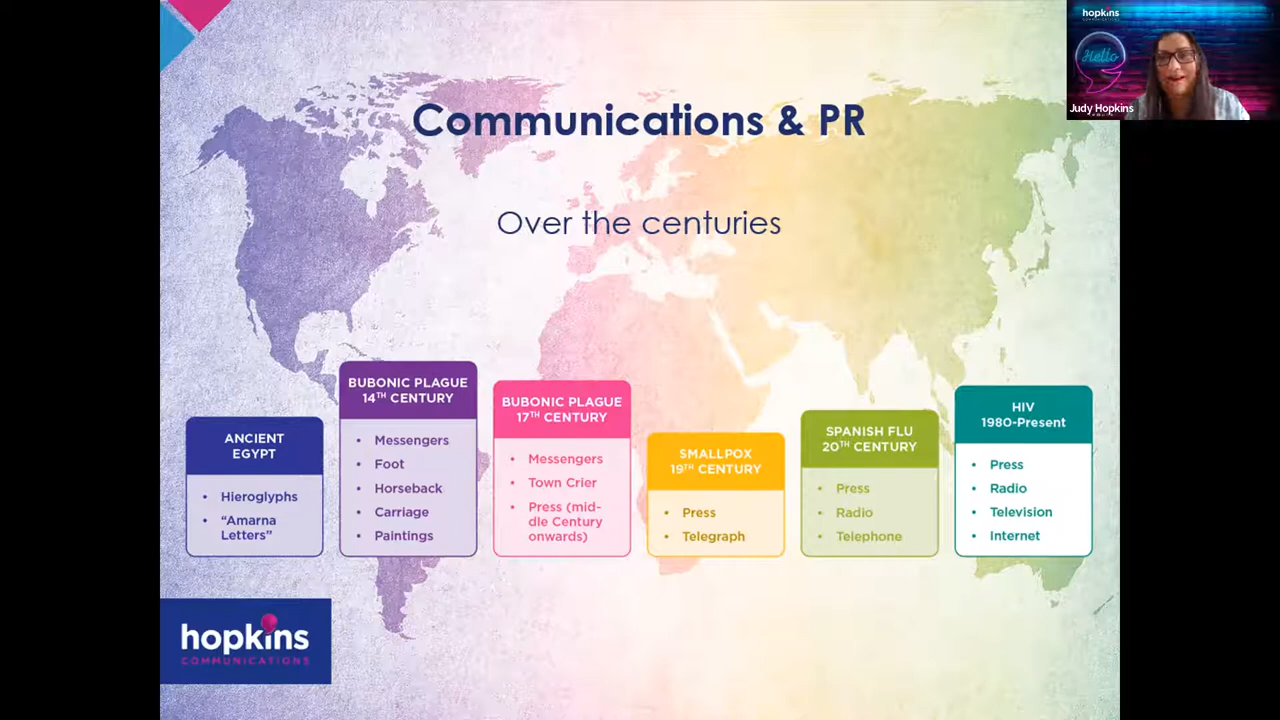 hopkins
COMMUNICATIONS
Hello
Judy Hopkins
Communications & PR
Over the centuries
ANCIENT
EGYPT
• Hieroglyphs
• “Amarna
Letters”
BUBONIC PLAGUE
14TH CENTURY
• Messengers
• Foot
• Horseback
• Carriage
• Paintings
BUBONIC PLAGUE
17TH CENTURY
• Messengers
• Town Crier
• Press (mid-
dle Century
onwards)
SMALLPOX
19TH CENTURY
• Press
• Telegraph
SPANISH FLU
20TH CENTURY
• Press
• Radio
• Telephone
HIV
1980-Present
• Press
• Radio
• Television
• Internet
hopkins
COMMUNICATIONS